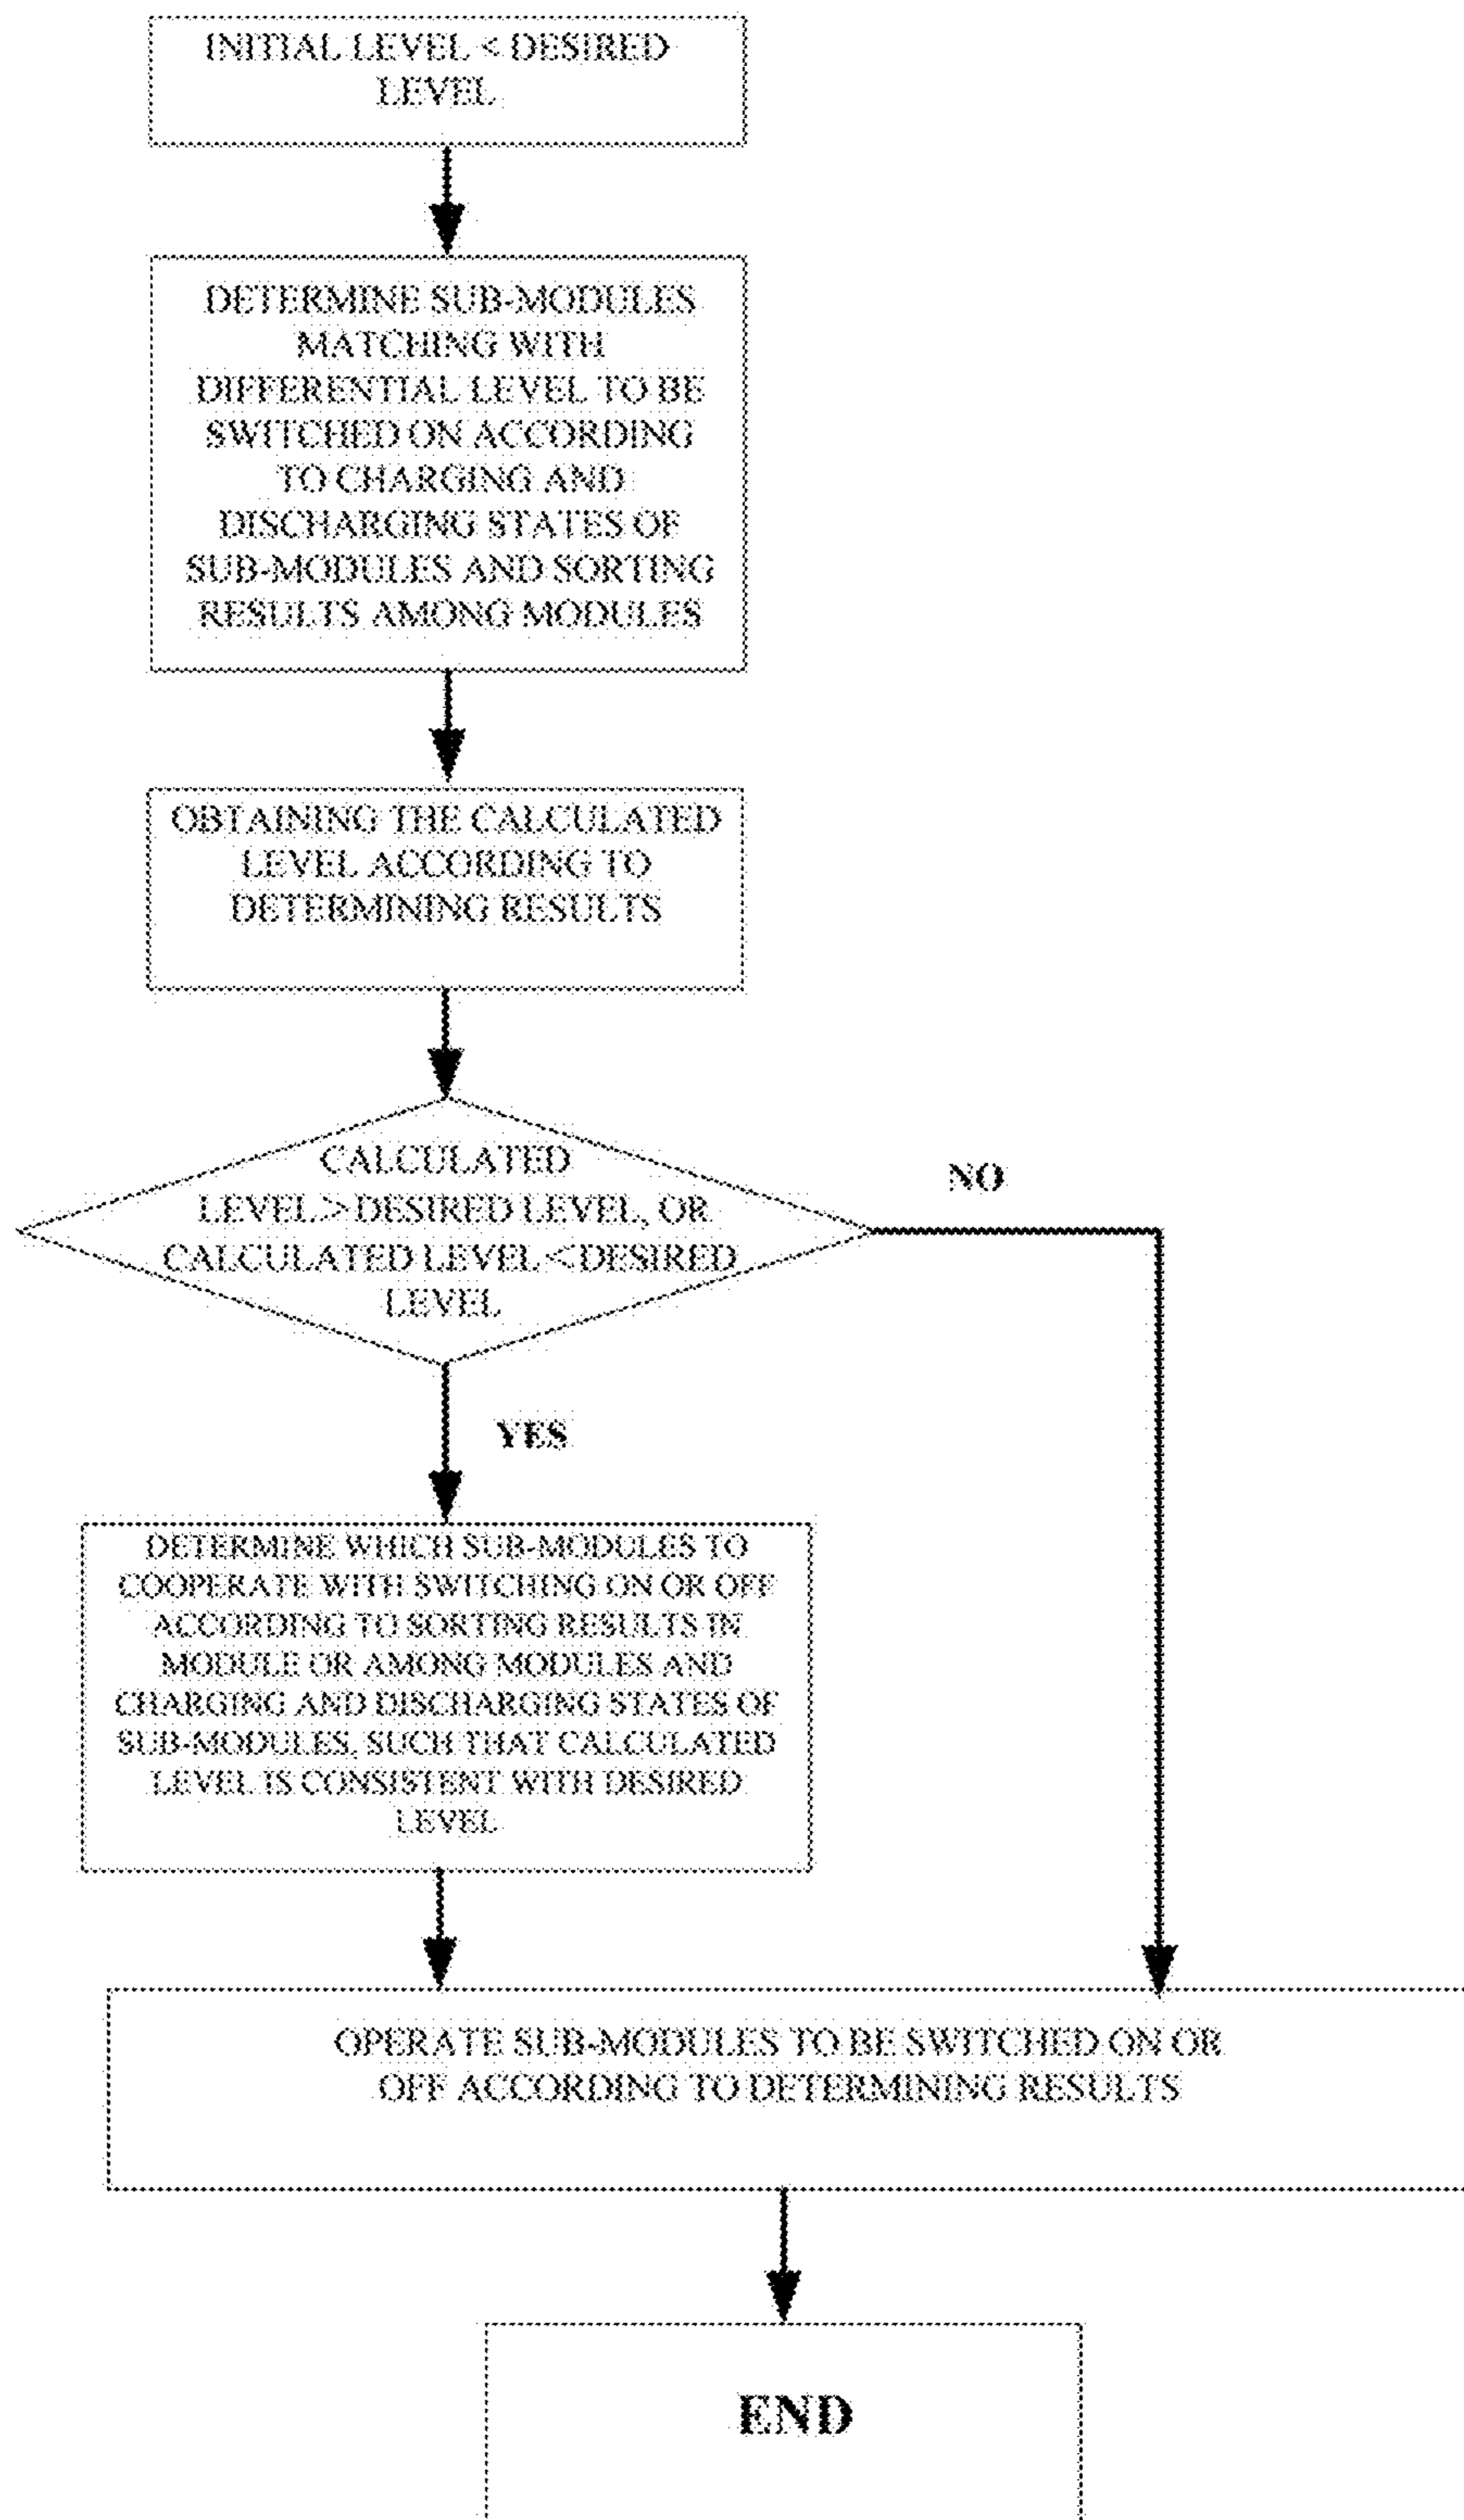 INITIAL LEVEL < DESIRED
LEVEL
DETERMINE SUB-MODULES
MATCHING WITH
DIFFERENTIAL LEVEL TO BE
SWITCHED ON ACCORDING
TO CHARGING AND
DISCHARGING STATES OF
SUB-MODULES AND SORTING
RESULTS AMONG MODULES
OBTAINING THE CALCULATED
LEVEL ACCORDING TO
DETERMINING RESULTS
CALCULATED
LEVEL>DESIRED LEVEL, OR
CALCULATED LEVEL<DESIRED
LEVEL
NO
YES
DETERMINE WHICH SUB-MODULES TO
COOPERATE WITH SWITCHING ON OR OFF
ACCORDING TO SORTING RESULTS IN
MODULE OR AMONG MODULES AND
CHARGING AND DISCHARGING STATES OF
SUB-MODULES, SUCH THAT CALCULATED
LEVEL IS CONSISTENT WITH DESIRED
LEVEL
OPERATE SUB-MODULES TO BE SWITCHED ON OR
OFF ACCORDING TO DETERMINING RESULTS
END